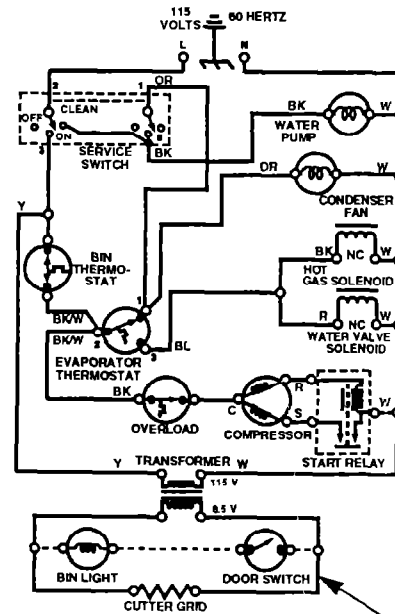 115 VOLTS
60 HERTZ
L
N
2
1
OR
CLEAN
OFF
ON
3
BK
SERVICE SWITCH
BK
WATER PUMP
W
OR
W
CONDENSER FAN
Y
BIN THERMO-STAT
BK
NC
W
HOT GAS SOLENOID
1
BK/W
BK/W
2
3
BL
R
NC
W
WATER VALVE SOLENOID
EVAPORATOR THERMOSTAT
BK
OVERLOAD
C
R
S
COMPRESSOR
W
START RELAY
Y
TRANSFORMER
W
115 V
8.5 V
BIN LIGHT
DOOR SWITCH
CUTTER GRID